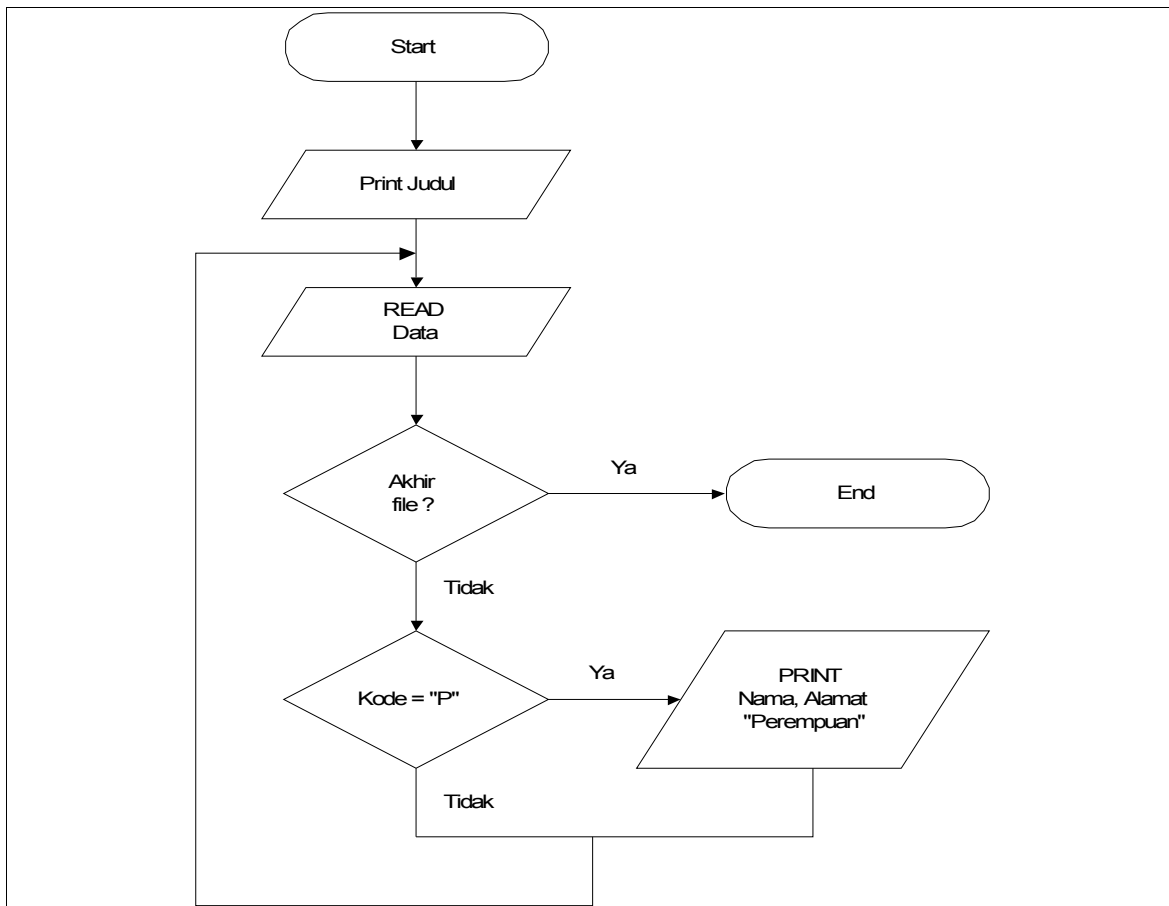 Start
Print Judul
READ
Data
Akhir
file ?
Ya
End
Tidak
Kode = "P"
Ya
PRINT
Nama, Alamat
"Perempuan"
Tidak